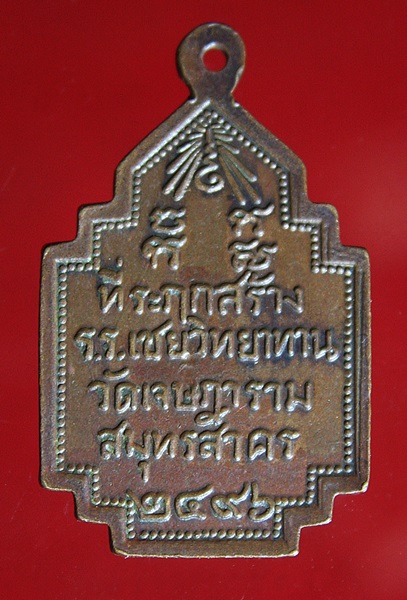 ที่ระฦกสร้าง
ร.ร.เชยวิทยาทาน
วัดเจษฎาราม
สมุทรสาคร
๒๔๙๖